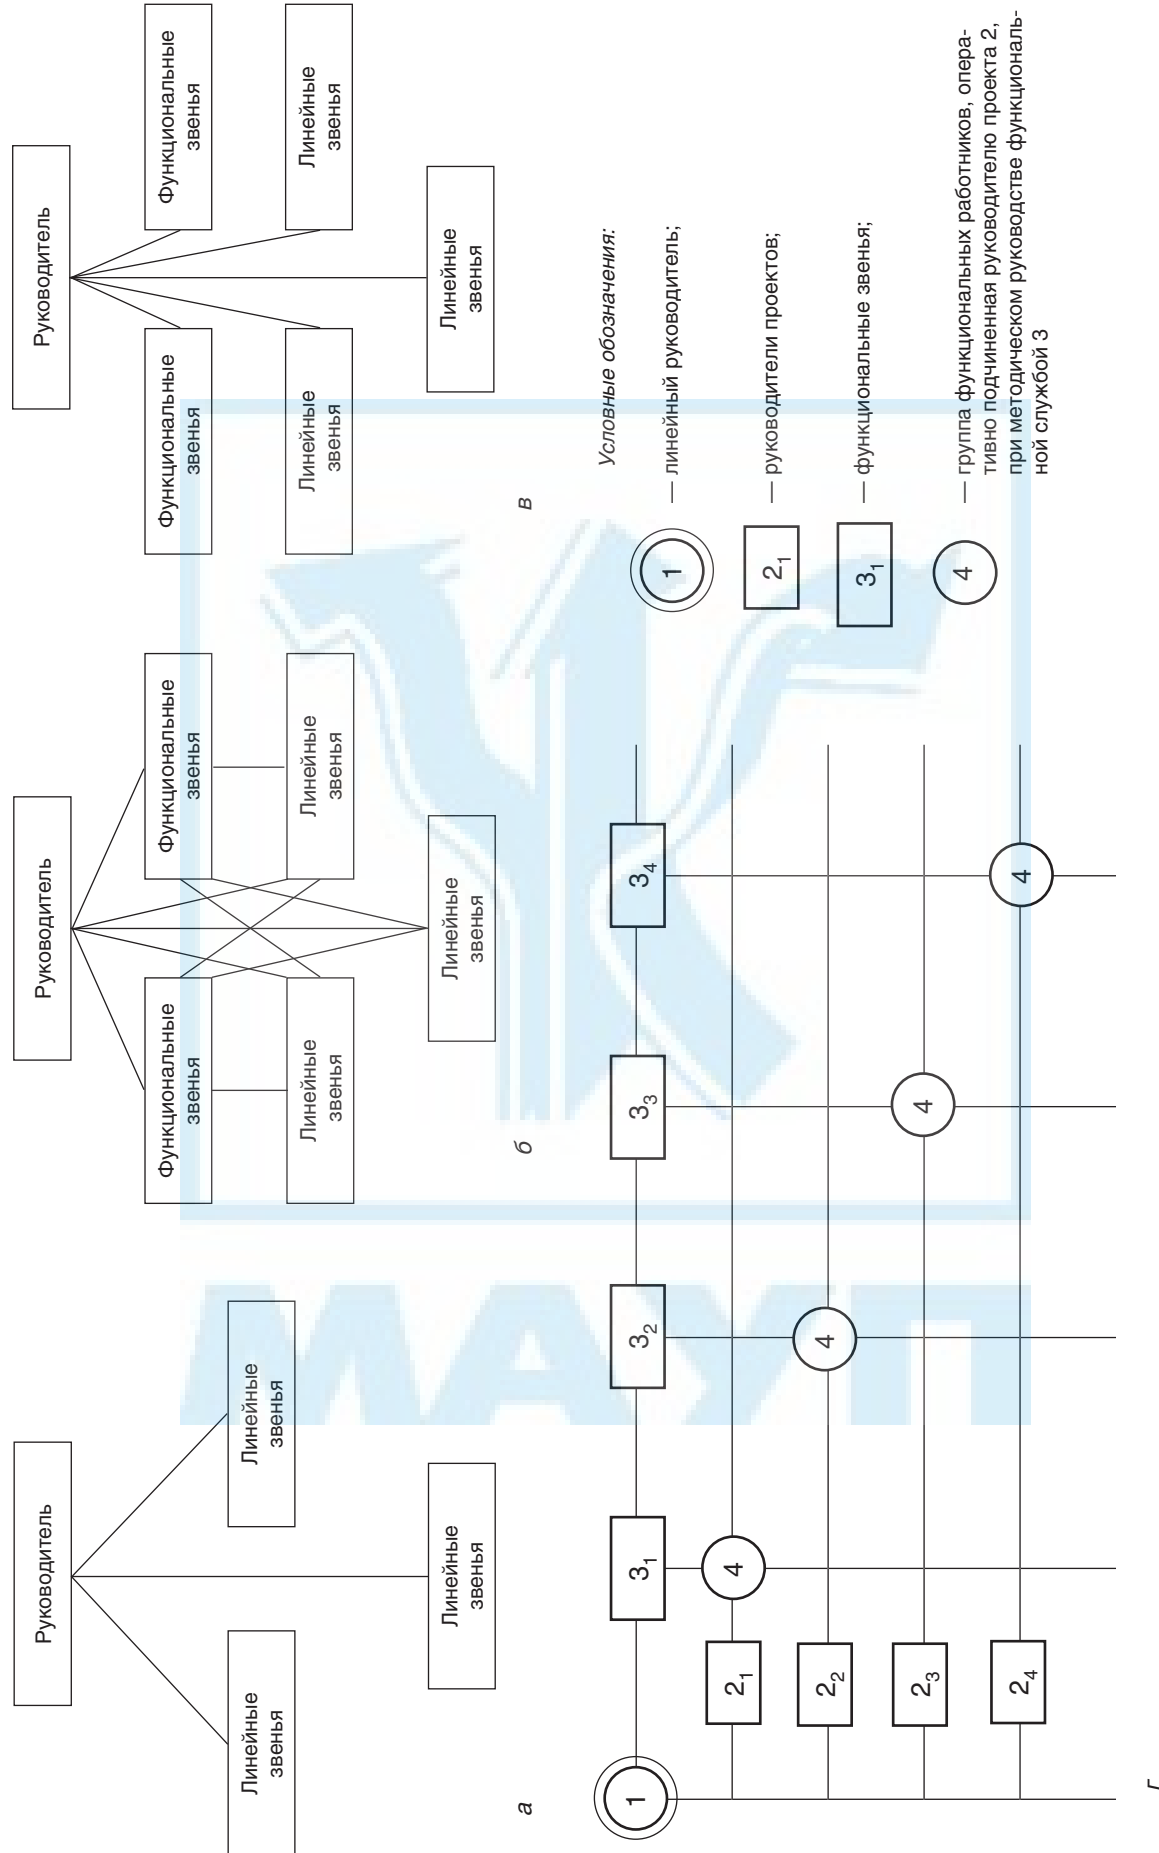 Руководитель
Линейные
звенья
Линейные
звенья
Линейные
звенья
а
Руководитель
Функциональные
звенья
Функциональные
звенья
Линейные
звенья
Линейные
звенья
Линейные
звенья
б
Руководитель
Функциональные
звенья
Функциональные
звенья
Линейные
звенья
Линейные
звенья
Линейные
звенья
в
1
3₁
3₂
3₃
3₄
2₁
4
2₂
4
2₃
4
2₄
4
г
Условные обозначения:
1 — линейный руководитель;
2₁ — руководители проектов;
3₁ — функциональные звенья;
4 — группа функциональных работников, опера-
тивно подчиненная руководителю проекта 2,
при методическом руководстве функциональ-
ной службой 3
МАУП